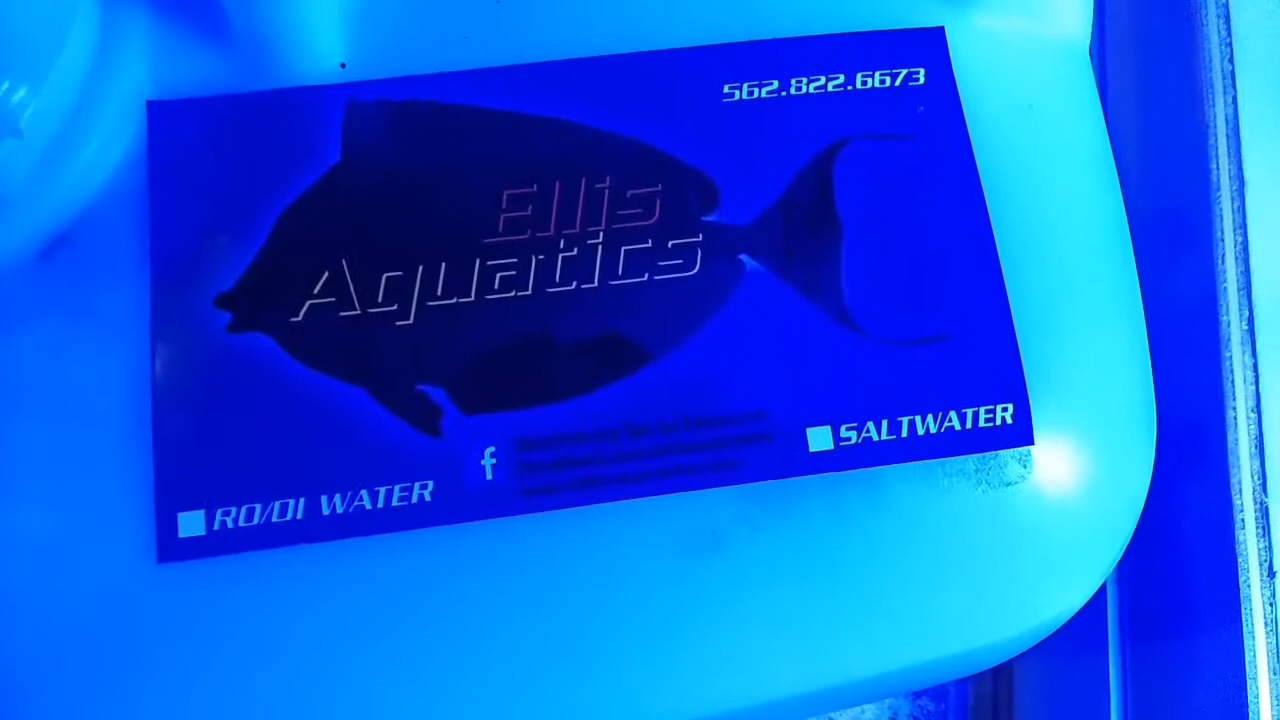 562.822.6673
Ellis
Aquatics
f
RO/DI WATER
SALTWATER